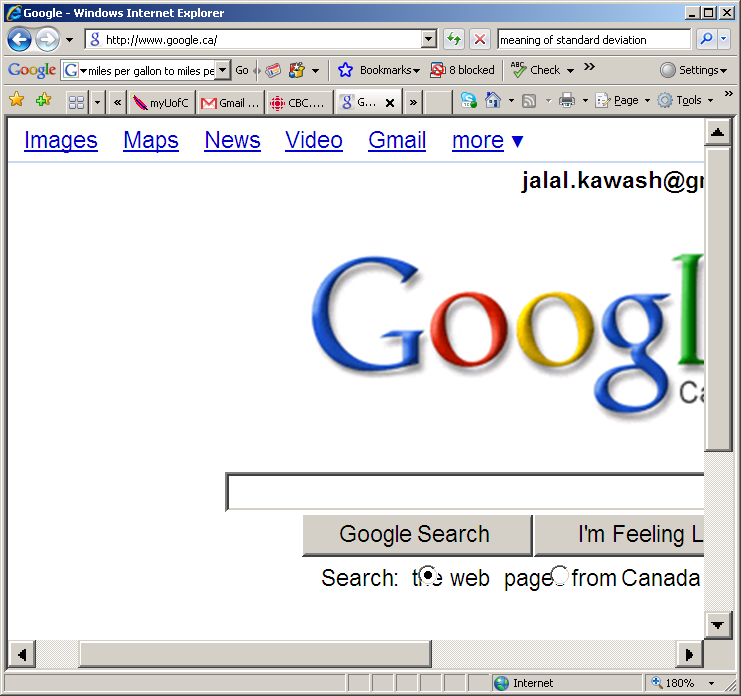 Google - Windows Internet Explorer
http://www.google.ca/ meaning of standard deviation
Google G miles per gallon to miles pe Go Bookmarks 8 blocked ABC Check » Settings
« myUofC Gmail ... CBC.... G... » Page Tools »
Images Maps News Video Gmail more
jalal.kawash@gm
Googl
Ca
Google Search I'm Feeling L
Search: the web pages from Canada
Internet 180%